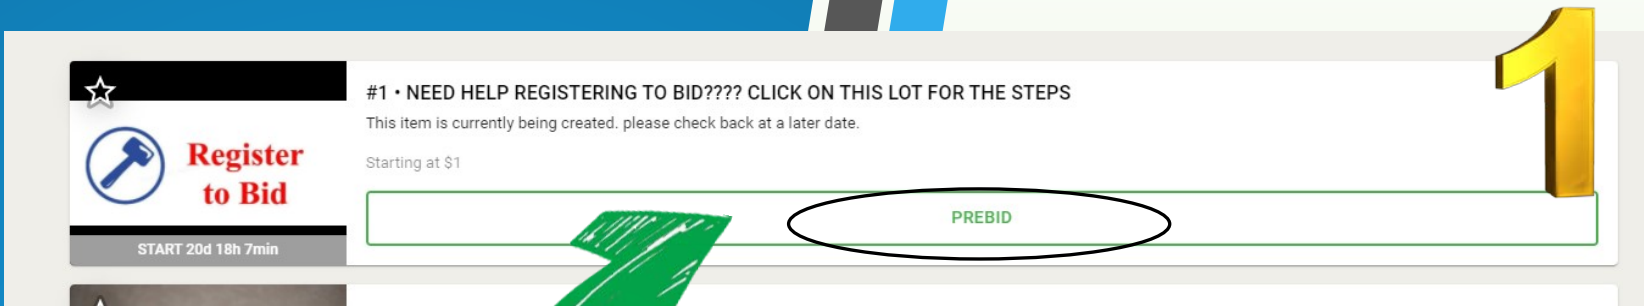 #1 • NEED HELP REGISTERING TO BID???? CLICK ON THIS LOT FOR THE STEPS
This item is currently being created. please check back at a later date.
Starting at $1
Register
to Bid
PREBID
START 20d 18h 7min
1